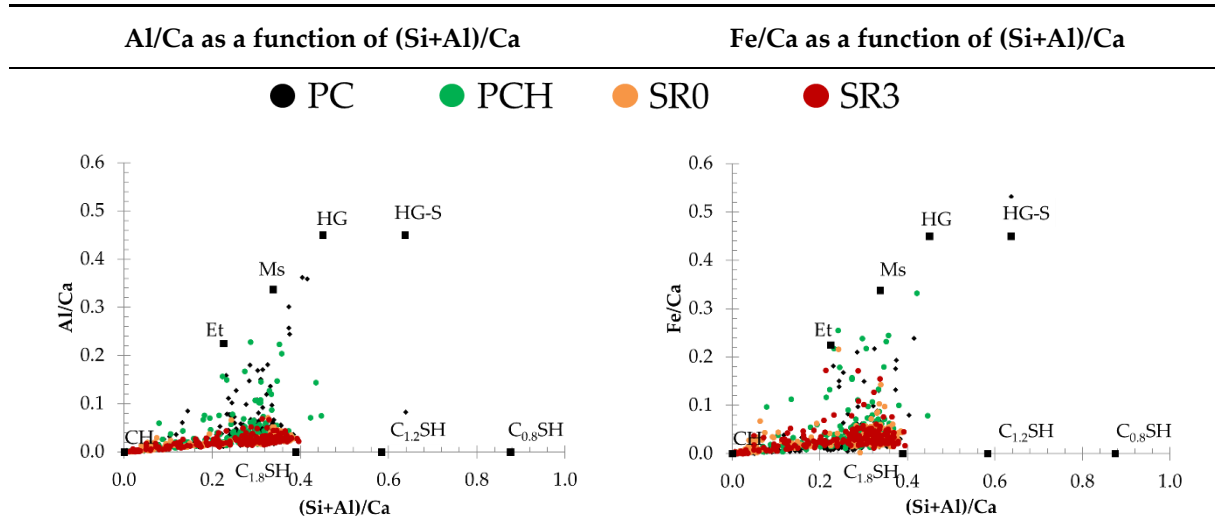 Al/Ca as a function of (Si+Al)/Ca
Fe/Ca as a function of (Si+Al)/Ca
PC PCH SR0 SR3
Al/Ca
0.6
0.5
0.4
0.3
0.2
0.1
0.0
HG
HG-S
Ms
Et
CH
C1.8SH
C1.2SH
C0.8SH
0.0 0.2 0.4 0.6 0.8 1.0
(Si+Al)/Ca
Fe/Ca
0.6
0.5
0.4
0.3
0.2
0.1
0.0
HG
HG-S
Ms
Et
CH
C1.8SH
C1.2SH
C0.8SH
0.0 0.2 0.4 0.6 0.8 1.0
(Si+Al)/Ca